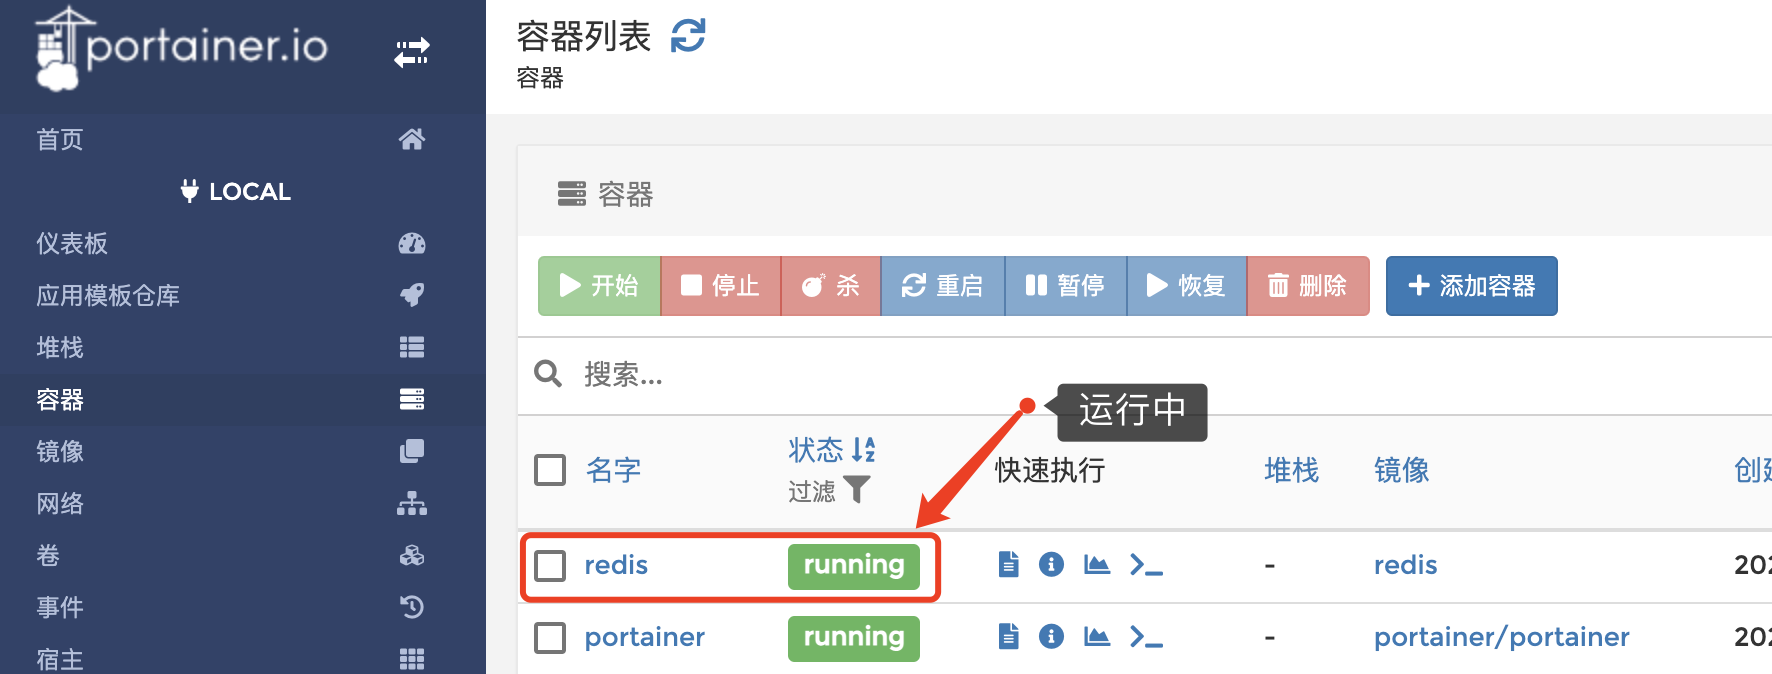 portainer.io
首页
LOCAL
仪表板
应用模板仓库
堆栈
容器
镜像
网络
卷
事件
宿主
容器列表
容器
容器
开始 停止 杀 重启 暂停 恢复 删除 添加容器
搜索...
运行中
名字 状态 快速执行 堆栈 镜像
过滤
redis running - redis
portainer running - portainer/portainer